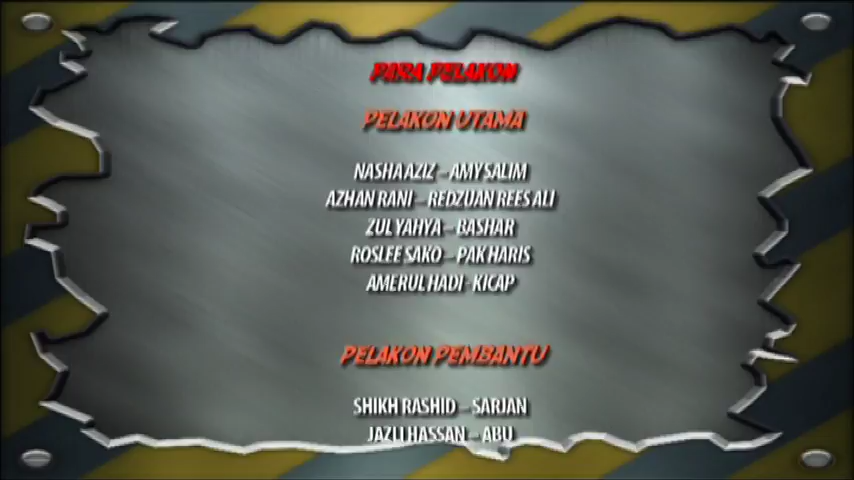 PARA PELAKON
PELAKON UTAMA
NASHA AZIZ – AMY SALIM
AZHAN RANI – REDZUAN REES ALI
ZUL YAHYA – BASHAR
ROSLEE SAKO – PAK HARIS
AMERUL HADI - KICAP
PELAKON PEMBANTU
SHIKH RASHID – SARJAN
JAZLI HASSAN – ABU